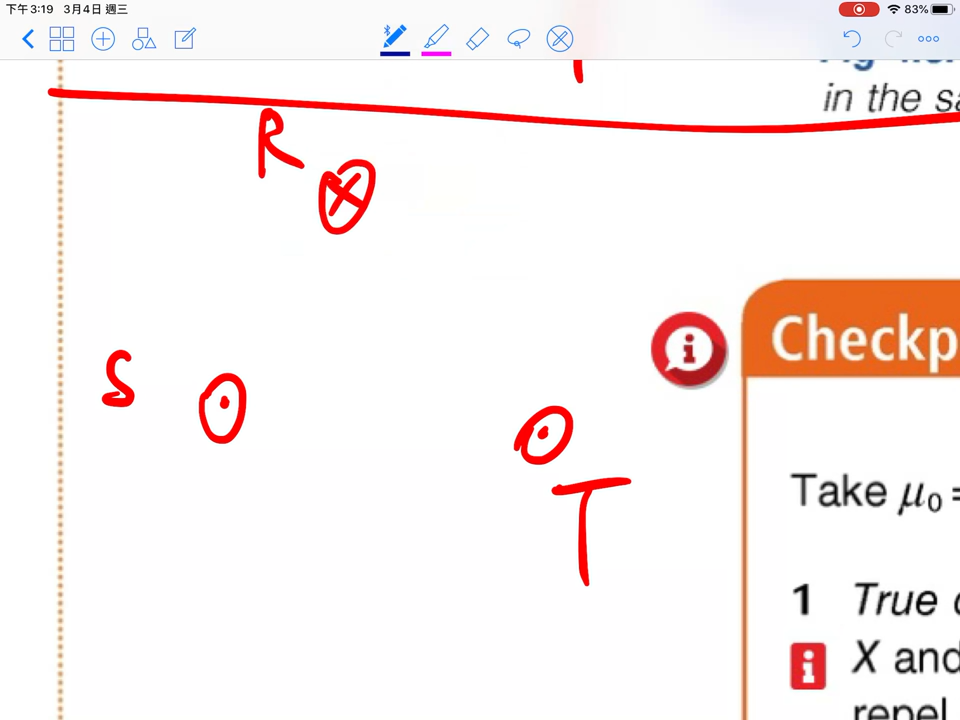 下午3:19 3月4日 週三
83%
in the sa
R
S
T
Checkp
Take μ₀ =
1 True o
X and
repel